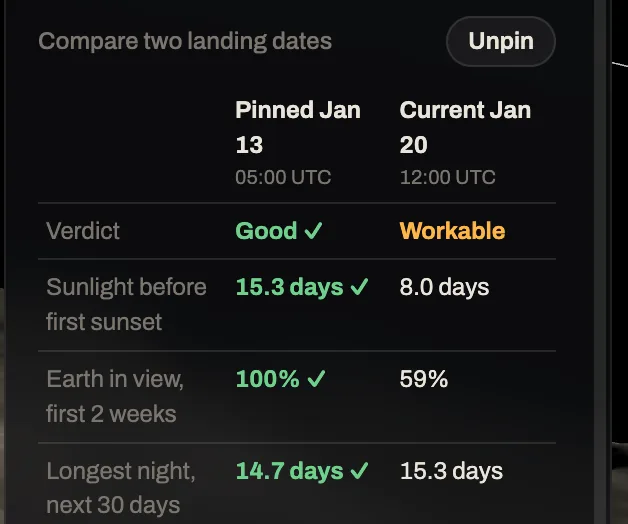 Compare two landing dates
Unpin
Pinned Jan
13
05:00 UTC
Current Jan
20
12:00 UTC
Verdict
Good ✓
Workable
Sunlight before
first sunset
15.3 days ✓
8.0 days
Earth in view,
first 2 weeks
100% ✓
59%
Longest night,
next 30 days
14.7 days ✓
15.3 days